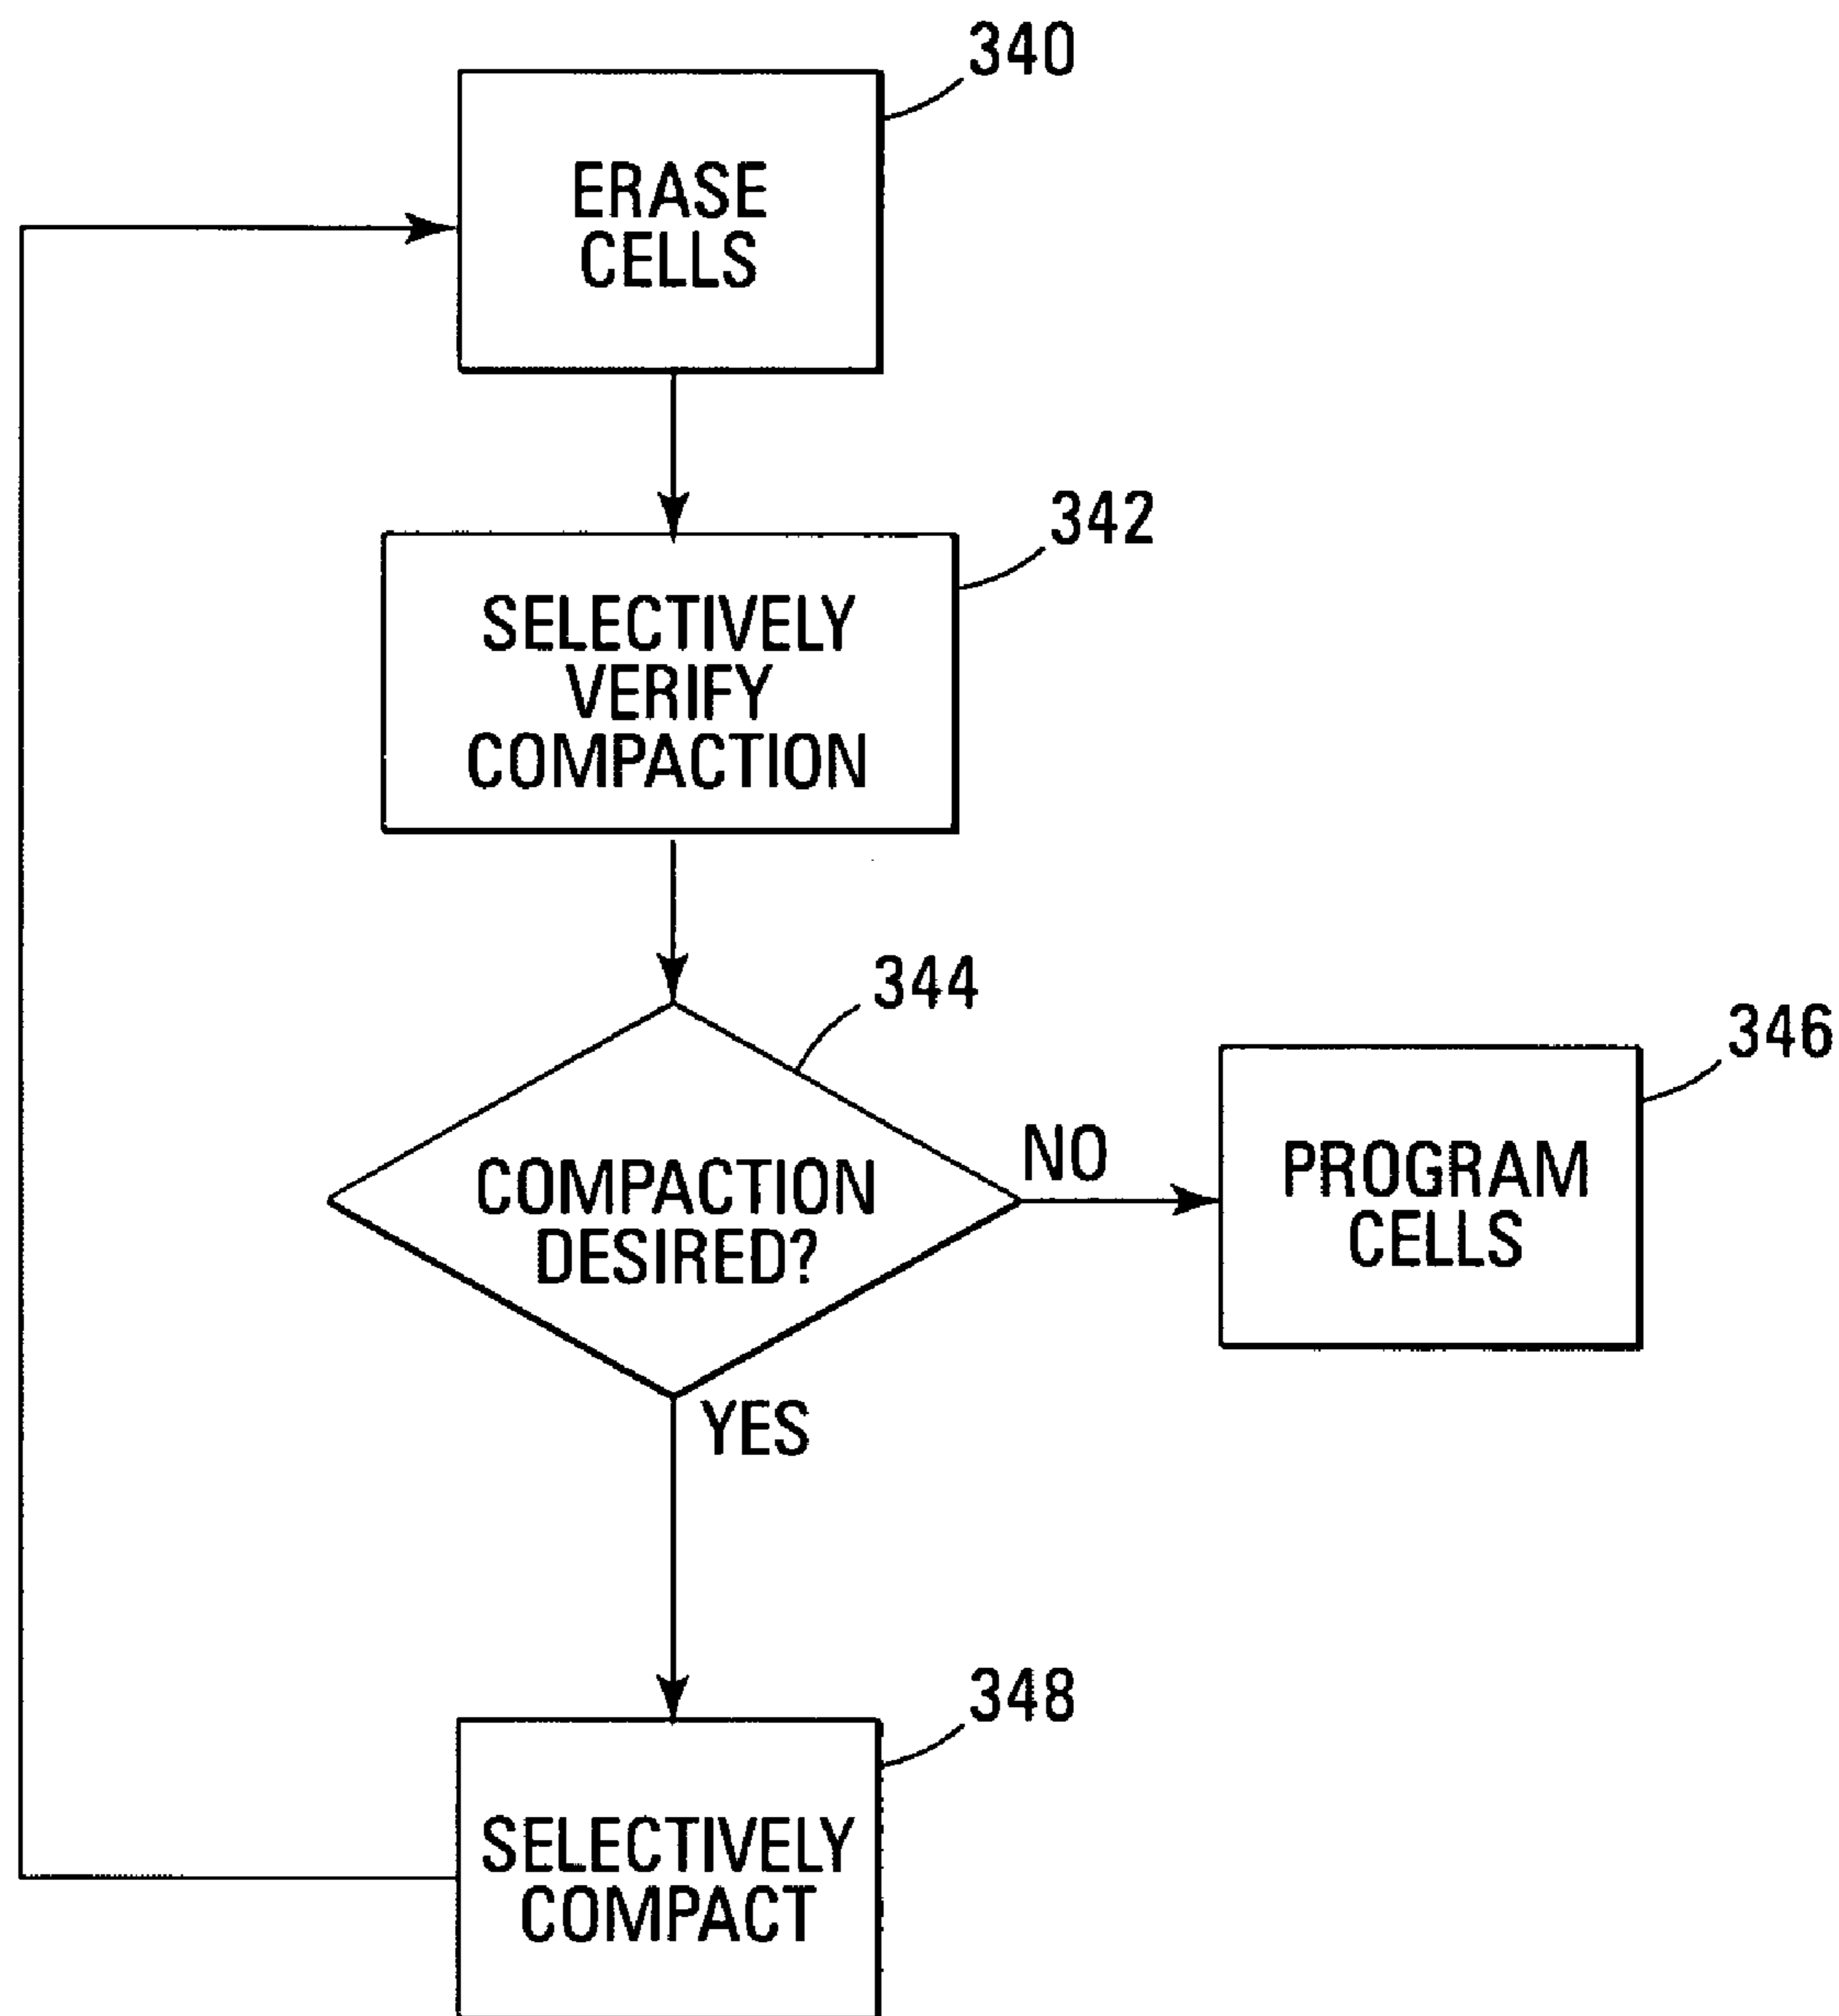 340
ERASE
CELLS
342
SELECTIVELY
VERIFY
COMPACTION
344
346
COMPACTION
DESIRED?
NO
PROGRAM
CELLS
YES
348
SELECTIVELY
COMPACT